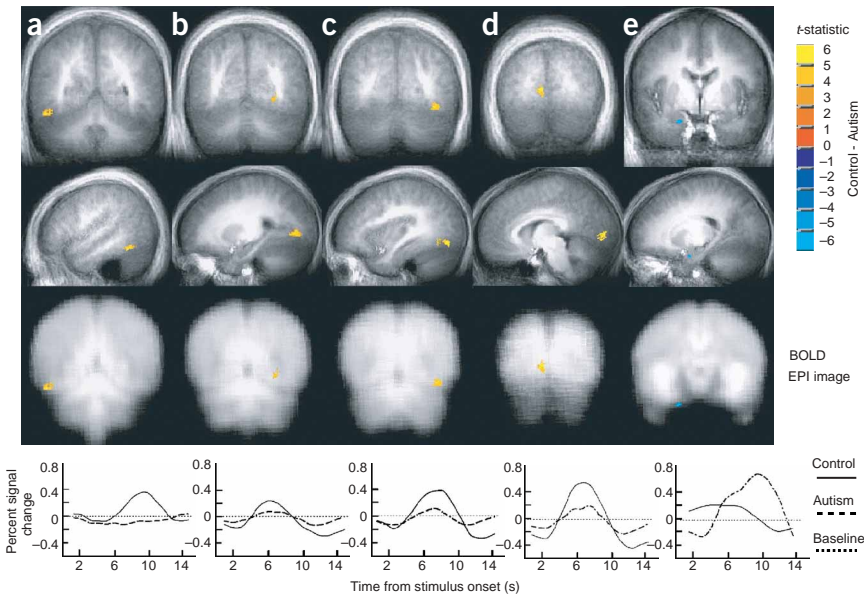 a b c d e
t-statistic
6
5
4
3
2
1
0
–1
–2
–3
–4
–5
–6
Control - Autism
BOLD
EPI image
Percent signal change
0.8 0.8 0.8 0.8 0.8
0.4 0.4 0.4 0.4 0.4
0 0 0 0 0
–0.4 –0.4 –0.4 –0.4 –0.4
2 6 10 14 2 6 10 14 2 6 10 14 2 6 10 14 2 6 10 14
Time from stimulus onset (s)
Control
Autism
Baseline